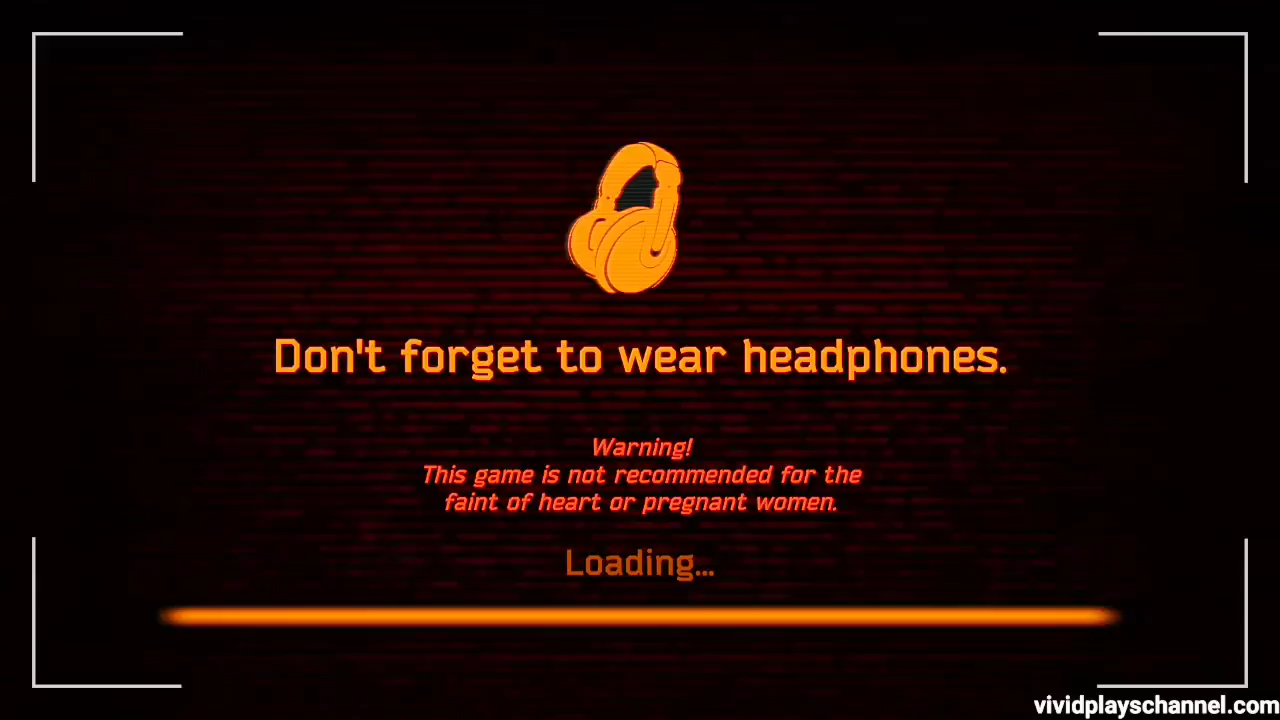 Don't forget to wear headphones.
Warning!
This game is not recommended for the
faint of heart or pregnant women.
Loading...
vividplayschannel.com